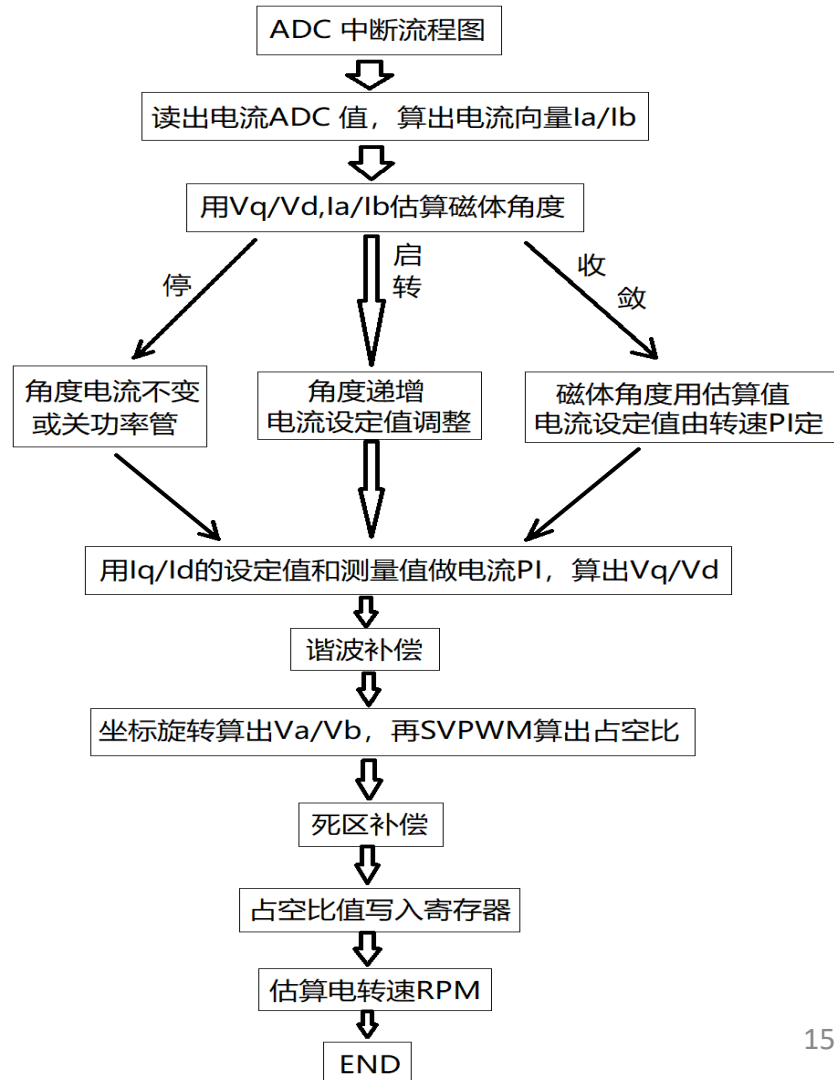 ADC 中断流程图
读出电流ADC 值，算出电流向量Ia/Ib
用Vq/Vd,Ia/Ib估算磁体角度
停
启
转
收
敛
角度电流不变
或关功率管
角度递增
电流设定值调整
磁体角度用估算值
电流设定值由转速PI定
用Iq/Id的设定值和测量值做电流PI，算出Vq/Vd
谐波补偿
坐标旋转算出Va/Vb，再SVPWM算出占空比
死区补偿
占空比值写入寄存器
估算电转速RPM
END
15